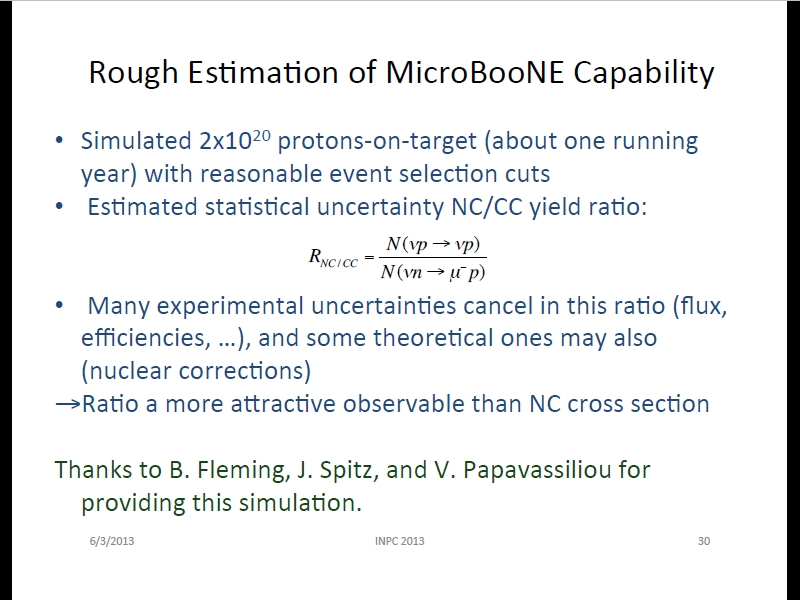 Rough Estimation of MicroBooNE Capability
• Simulated 2x10²⁰ protons-on-target (about one running
year) with reasonable event selection cuts
• Estimated statistical uncertainty NC/CC yield ratio:
R_{NC/CC} = N(νp → νp) / N(νn → μ⁻p)
• Many experimental uncertainties cancel in this ratio (flux,
efficiencies, …), and some theoretical ones may also
(nuclear corrections)
→Ratio a more attractive observable than NC cross section
Thanks to B. Fleming, J. Spitz, and V. Papavassiliou for
providing this simulation.
6/3/2013 INPC 2013 30